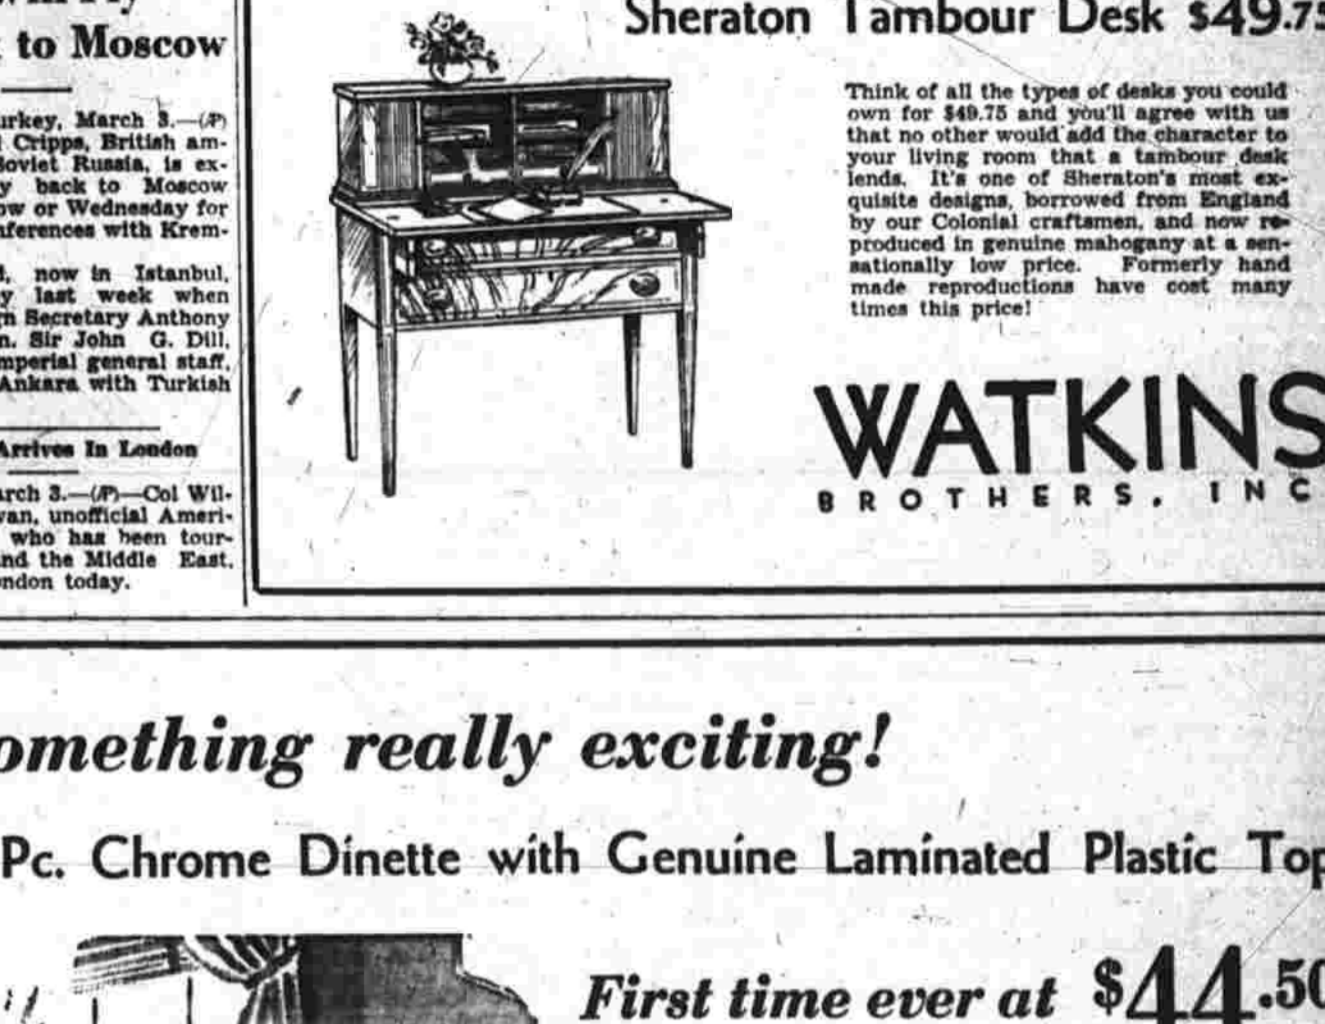 to Moscow
urkey, March 3.—(AP)
Cripps, British am-
Soviet Russia, is ex-
y back to Moscow
ow or Wednesday for
nferences with Krem-
now in Istanbul,
y last week when
gn Secretary Anthony
n. Sir John G. Dill,
mperial general staff,
Ankara with Turkish
Arrives In London
arch 3.—(AP)—Col Wil-
van, unofficial Ameri-
who has been tour-
and the Middle East,
ondon today.
Sheraton Tambour Desk $49.75
Think of all the types of desks you could
own for $49.75 and you'll agree with us
that no other would add the character to
your living room that a tambour desk
lends. It's one of Sheraton's most ex-
quisite designs, borrowed from England
by our Colonial craftsmen, and now re-
produced in genuine mahogany at a sen-
sationally low price. Formerly hand
made reproductions have cost many
times this price!
WATKINS
BROTHERS, INC
omething really exciting!
Pc. Chrome Dinette with Genuine Laminated Plastic Top
First time ever at $44.50